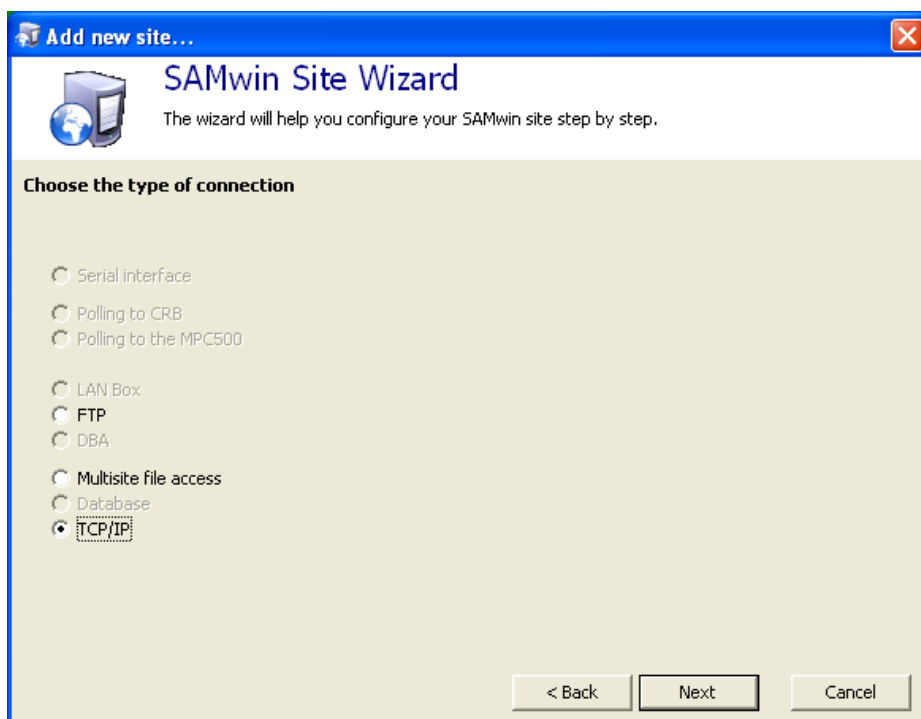 Add new site...
SAMwin Site Wizard
The wizard will help you configure your SAMwin site step by step.
Choose the type of connection
Serial interface
Polling to CRB
Polling to the MPC500
LAN Box
FTP
DBA
Multisite file access
Database
TCP/IP
< Back Next Cancel